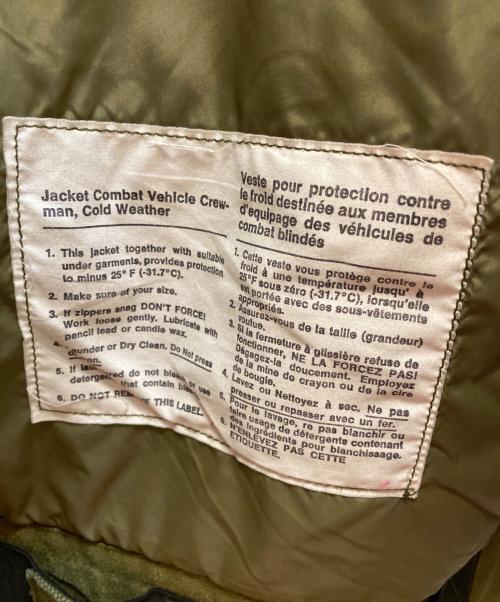 Jacket Combat Vehicle Crew-
man, Cold Weather
1. This jacket together with suitable
under garments, provides protection
to minus 25° F (-31.7°C).
2. Make sure of your size.
3. If zippers snag DON'T FORCE!
Work loose gently. Lubricate with
pencil lead or candle wax.
4. or Dry Clean. Do not press
5. If
do not or use
that contain
6. DO NOT THIS LABEL
Veste pour protection contre
le froid destinée aux membres
d'equipage des véhicules de
combat blindés
1. Cette veste vous protège contre le
froid à une température jusqu' à
25°F sous zéro (-31.7°C), lorsqu'elle
est portée avec des sous-vêtements
appropriés.
2. Assurez-vous de la taille (grandeur)
voulue.
3. Si la fermeture à glissière refuse de
fonctionner, NE LA FORCEZ PAS!
Dégagez-la doucement. Employez
de la mine de crayon ou de la cire
de bougie.
4. Lavez ou Nettoyez à sec. Ne pas
presser ou repasser avec un fer.
5. Pour le lavage, ne pas blanchir ou
faire usage de détergents contenant
des ingrédients pour blanchissage.
6. N'ENLEVEZ PAS CETTE
ETIQUETTE.